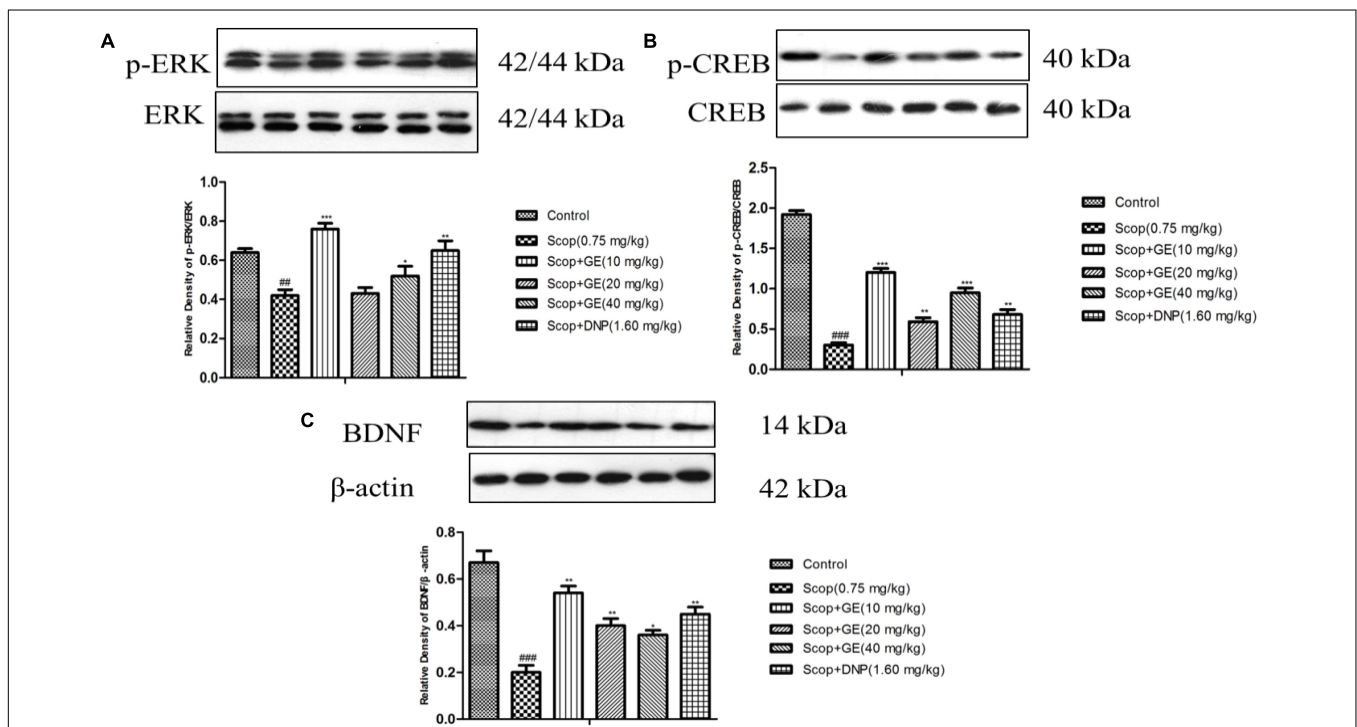 A
p-ERK
42/44 kDa
ERK
42/44 kDa
Relative Density of p-ERK/ERK
1.0
0.8
0.6
0.4
0.2
0.0
##
***
*
**
Control
Scop(0.75 mg/kg)
Scop+GE(10 mg/kg)
Scop+GE(20 mg/kg)
Scop+GE(40 mg/kg)
Scop+DNP(1.60 mg/kg)
B
p-CREB
40 kDa
CREB
40 kDa
Relative Density of p-CREB/CREB
2.5
2.0
1.5
1.0
0.5
0.0
###
***
**
***
**
Control
Scop(0.75 mg/kg)
Scop+GE(10 mg/kg)
Scop+GE(20 mg/kg)
Scop+GE(40 mg/kg)
Scop+DNP(1.60 mg/kg)
C
BDNF
14 kDa
β-actin
42 kDa
Relative Density of BDNF/β -actin
0.8
0.6
0.4
0.2
0.0
###
**
**
*
**
Control
Scop(0.75 mg/kg)
Scop+GE(10 mg/kg)
Scop+GE(20 mg/kg)
Scop+GE(40 mg/kg)
Scop+DNP(1.60 mg/kg)